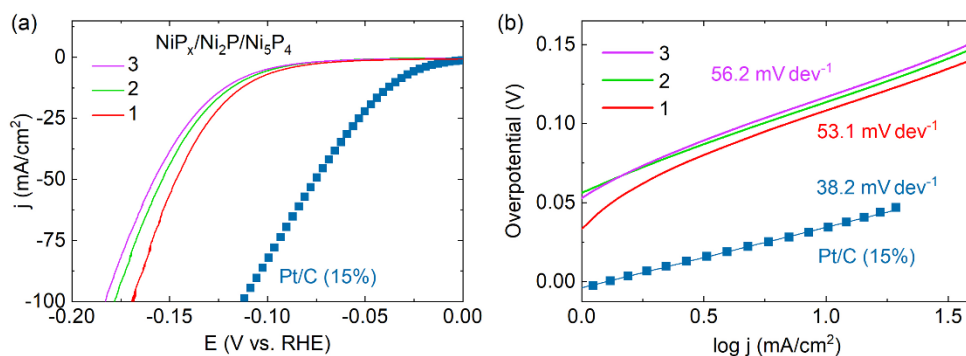 (a)
NiPₓ/Ni₂P/Ni₅P₄
3
2
1
Pt/C (15%)
0
-25
-50
-75
-100
j (mA/cm²)
-0.20
-0.15
-0.10
-0.05
0.00
E (V vs. RHE)
(b)
3
2
1
56.2 mV dev⁻¹
53.1 mV dev⁻¹
38.2 mV dev⁻¹
Pt/C (15%)
0.15
0.10
0.05
0.00
Overpotential (V)
0.0
0.5
1.0
1.5
log j (mA/cm²)